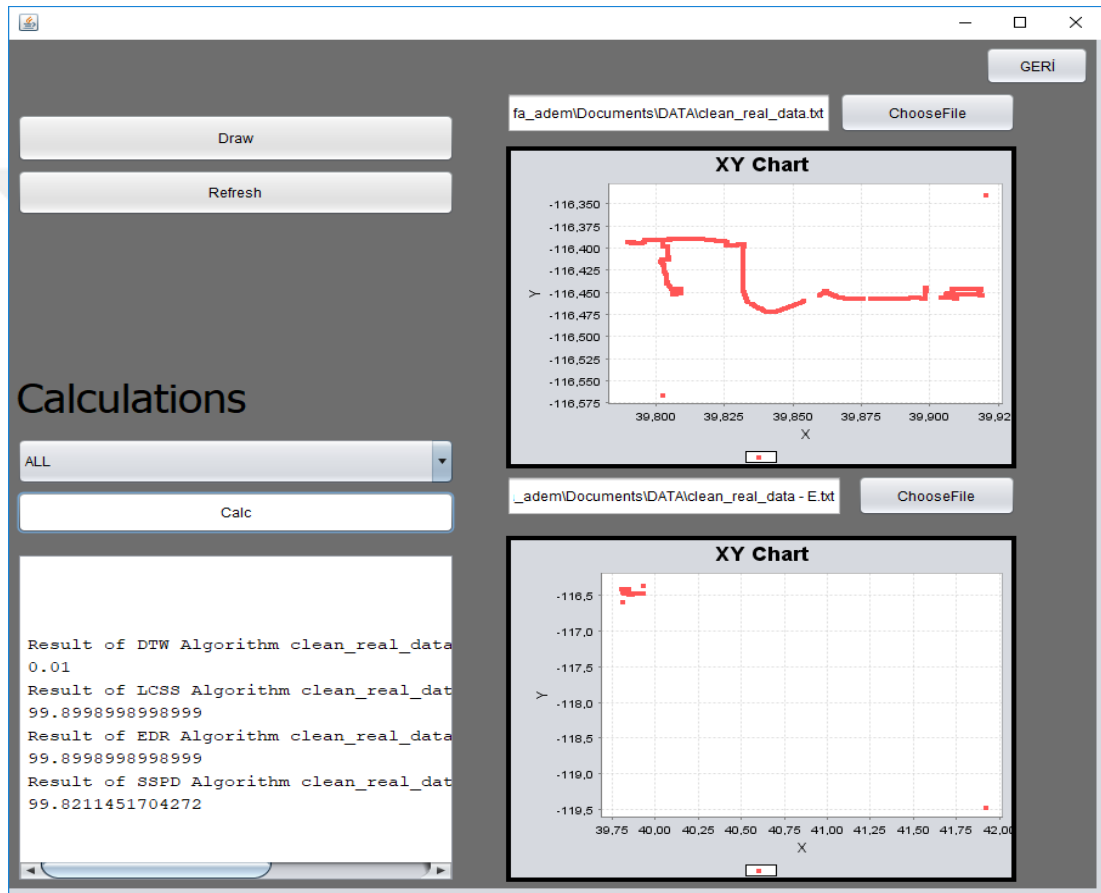 GERİ
Draw
Refresh
Calculations
ALL
Calc
Result of DTW Algorithm clean_real_data
0.01
Result of LCSS Algorithm clean_real_dat
99.8998998998999
Result of EDR Algorithm clean_real_data
99.8998998998999
Result of SSPD Algorithm clean_real_dat
99.8211451704272
fa_adem\Documents\DATA\clean_real_data.txt
ChooseFile
XY Chart
Y
-116,350
-116,375
-116,400
-116,425
-116,450
-116,475
-116,500
-116,525
-116,550
-116,575
39,800 39,825 39,850 39,875 39,900 39,92
X
_adem\Documents\DATA\clean_real_data - E.txt
ChooseFile
XY Chart
Y
-116,5
-117,0
-117,5
-118,0
-118,5
-119,0
-119,5
39,75 40,00 40,25 40,50 40,75 41,00 41,25 41,50 41,75 42,00
X